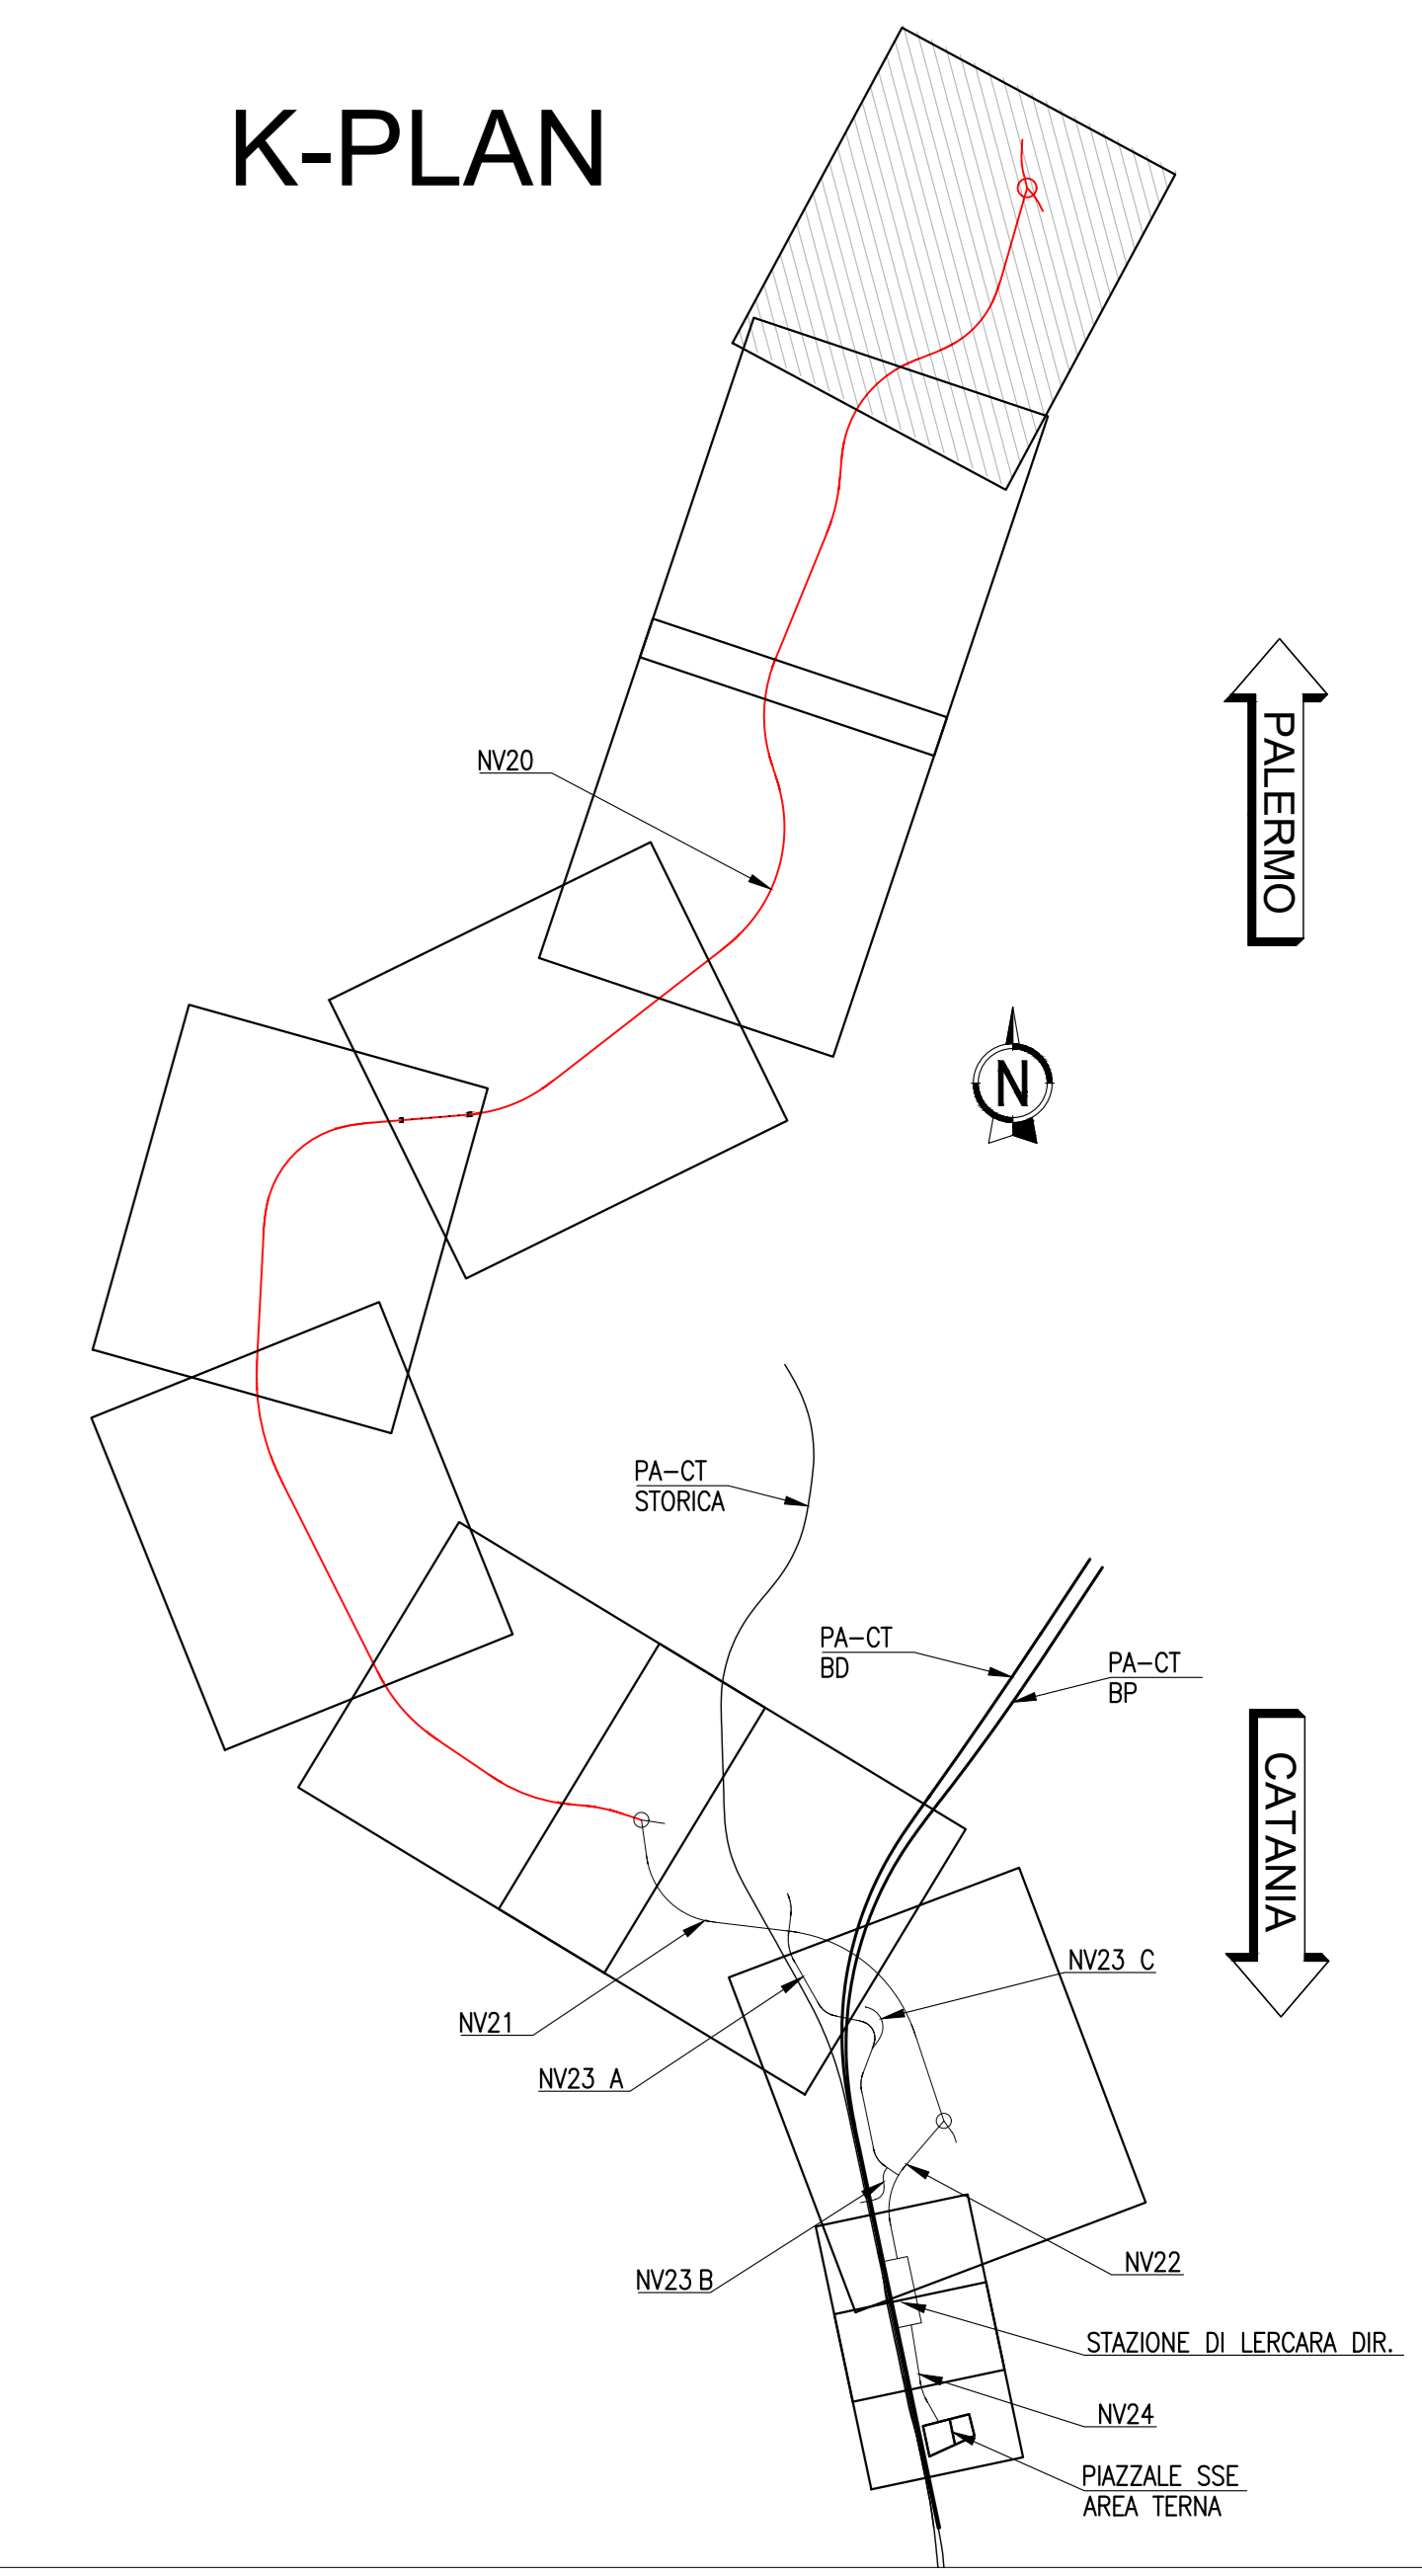 K-PLAN
PALERMO
NV20
N
PA-CT
STORICA
PA-CT
BD
PA-CT
BP
CATANIA
NV23 C
NV21
NV23 A
NV22
NV23 B
STAZIONE DI LERCARA DIR.
NV24
PIAZZALE SSE
AREA TERNA